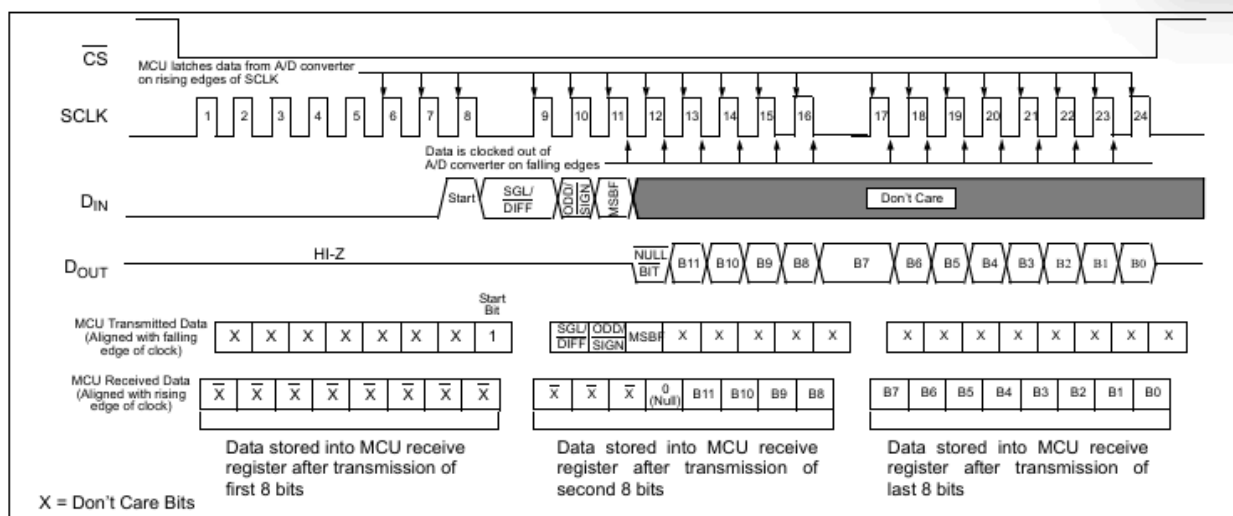 CS
MCU latches data from A/D converter
on rising edges of SCLK
SCLK
1 2 3 4 5 6 7 8 9 10 11 12 13 14 15 16 17 18 19 20 21 22 23 24
Data is clocked out of
A/D converter on falling edges
DIN
Start
SGL/
DIFF
ODD/
SIGN
MSBF
Don't Care
DOUT
HI-Z
NULL
BIT
B11 B10 B9 B8 B7 B6 B5 B4 B3 B2 B1 B0
Start
Bit
MCU Transmitted Data
(Aligned with falling
edge of clock)
X X X X X X X 1
SGL/
DIFF
ODD/
SIGN
MSBF X X X X X
X X X X X X X X
MCU Received Data
(Aligned with rising
edge of clock)
X X X X X X X X
X X X 0
(Null)
B11 B10 B9 B8
B7 B6 B5 B4 B3 B2 B1 B0
Data stored into MCU receive
register after transmission of
first 8 bits
Data stored into MCU receive
register after transmission of
second 8 bits
Data stored into MCU receive
register after transmission of
last 8 bits
X = Don't Care Bits